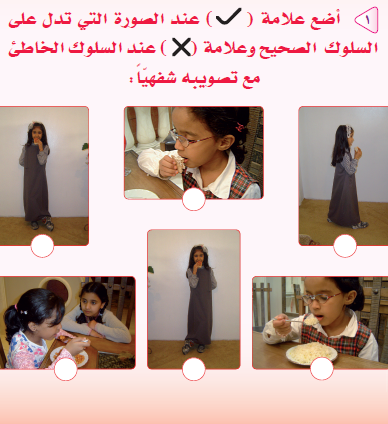 ١ أضع علامة ( ✓ ) عند الصورة التي تدل على
السلوك الصحيح وعلامة ( ✗ ) عند السلوك الخاطئ
مع تصويبه شفهيّاً :